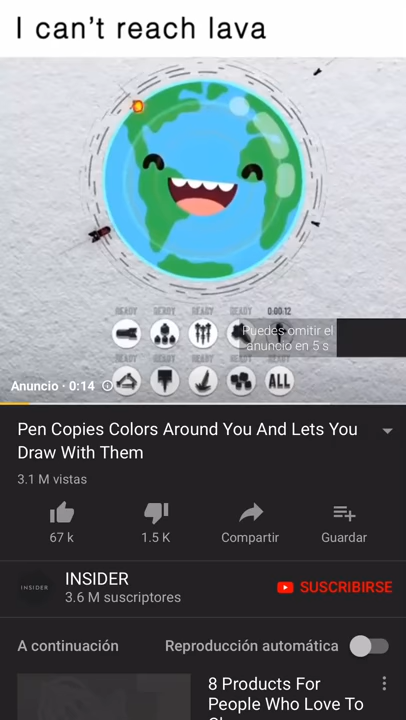 I can't reach lava
READY READY READY READY 0:00:12
Puedes omitir el
anuncio en 5 s
READY READY READY READY READY
ALL
Anuncio · 0:14
Pen Copies Colors Around You And Lets You
Draw With Them
3.1 M vistas
67 k
1.5 K
Compartir
Guardar
INSIDER
INSIDER
3.6 M suscriptores
SUSCRIBIRSE
A continuación
Reproducción automática
8 Products For
People Who Love To